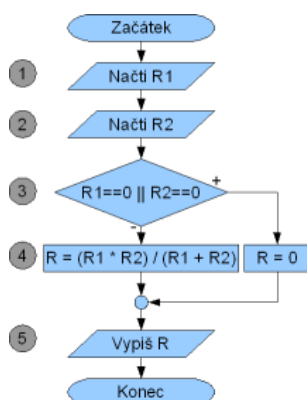 Začátek
1 Načti R1
2 Načti R2
3 R1==0 || R2==0 +
-
4 R = (R1 * R2) / (R1 + R2) R = 0
5 Vypiš R
Konec